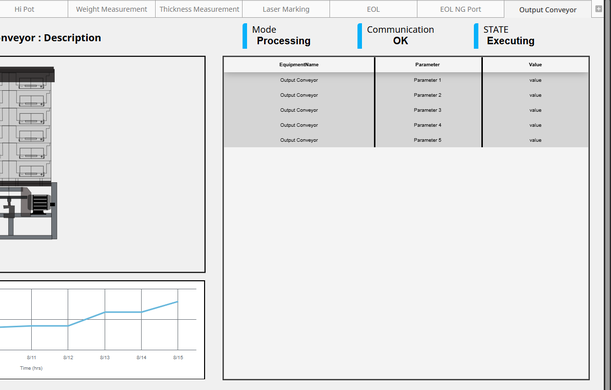 Hi Pot
Weight Measurement
Thickness Measurement
Laser Marking
EOL
EOL NG Port
Output Conveyor
nveyor : Description
Mode
Processing
Communication
OK
STATE
Executing
EquipmentName Parameter Value
Output Conveyor Parameter 1 value
Output Conveyor Parameter 2 value
Output Conveyor Parameter 3 value
Output Conveyor Parameter 4 value
Output Conveyor Parameter 5 value
8/11 8/12 8/13 8/14 8/15
Time (hrs)